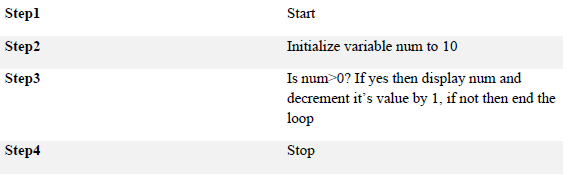 Step1 Start
Step2 Initialize variable num to 10
Step3 Is num>0? If yes then display num and
decrement it’s value by 1, if not then end the
loop
Step4 Stop